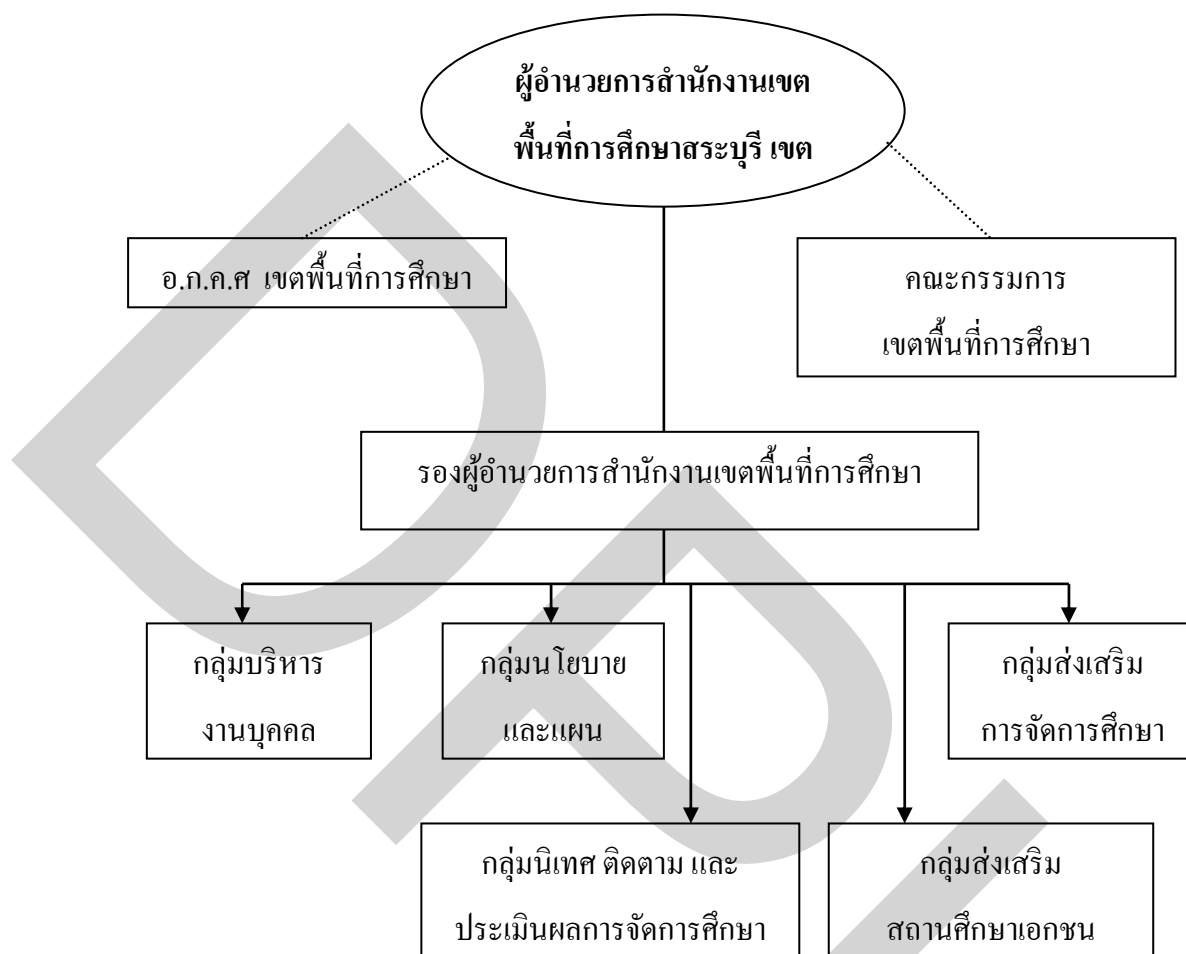 ผู้อำนวยการสำนักงานเขต
พื้นที่การศึกษาสระบุรี เขต
อ.ก.ค.ศ เขตพื้นที่การศึกษา
คณะกรรมการ
เขตพื้นที่การศึกษา
รองผู้อำนวยการสำนักงานเขตพื้นที่การศึกษา
กลุ่มบริหาร
งานบุคคล
กลุ่มนโยบาย
และแผน
กลุ่มส่งเสริม
การจัดการศึกษา
กลุ่มนิเทศ ติดตาม และ
ประเมินผลการจัดการศึกษา
กลุ่มส่งเสริม
สถานศึกษาเอกชน